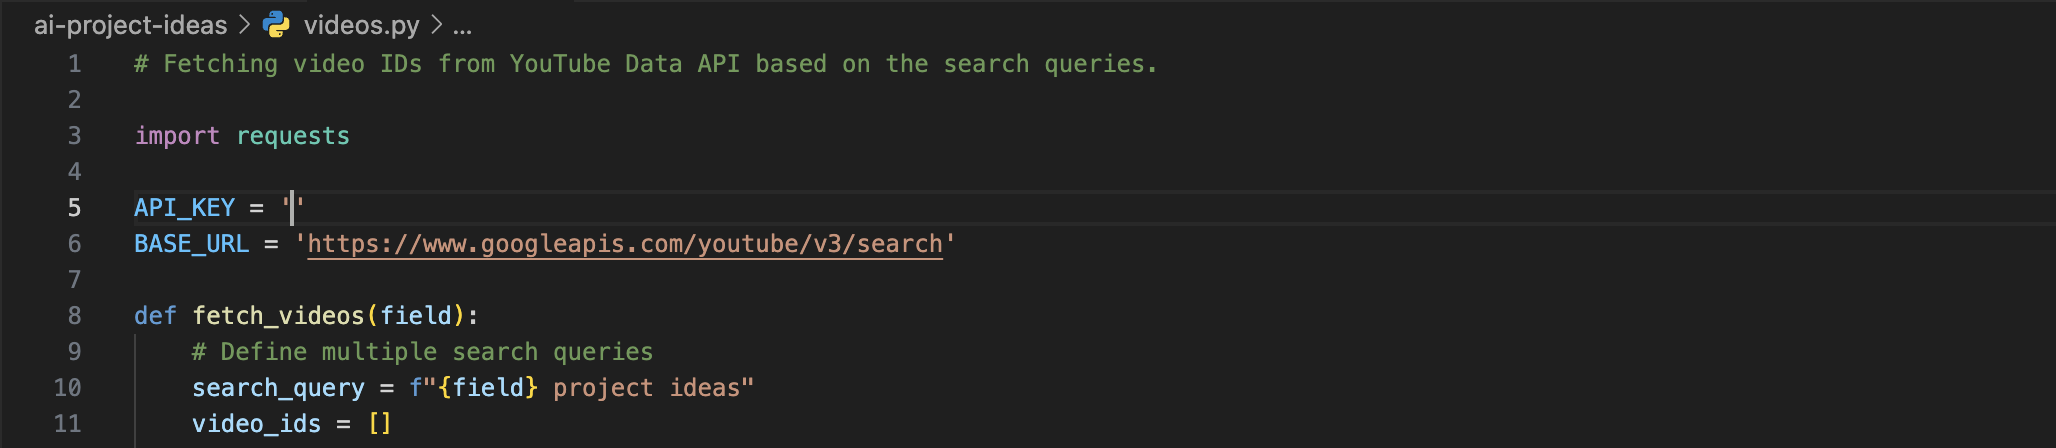 ai-project-ideas > videos.py > ...
1 # Fetching video IDs from YouTube Data API based on the search queries.
2
3 import requests
4
5 API_KEY = ''
6 BASE_URL = 'https://www.googleapis.com/youtube/v3/search'
7
8 def fetch_videos(field):
9     # Define multiple search queries
10     search_query = f"{field} project ideas"
11     video_ids = []